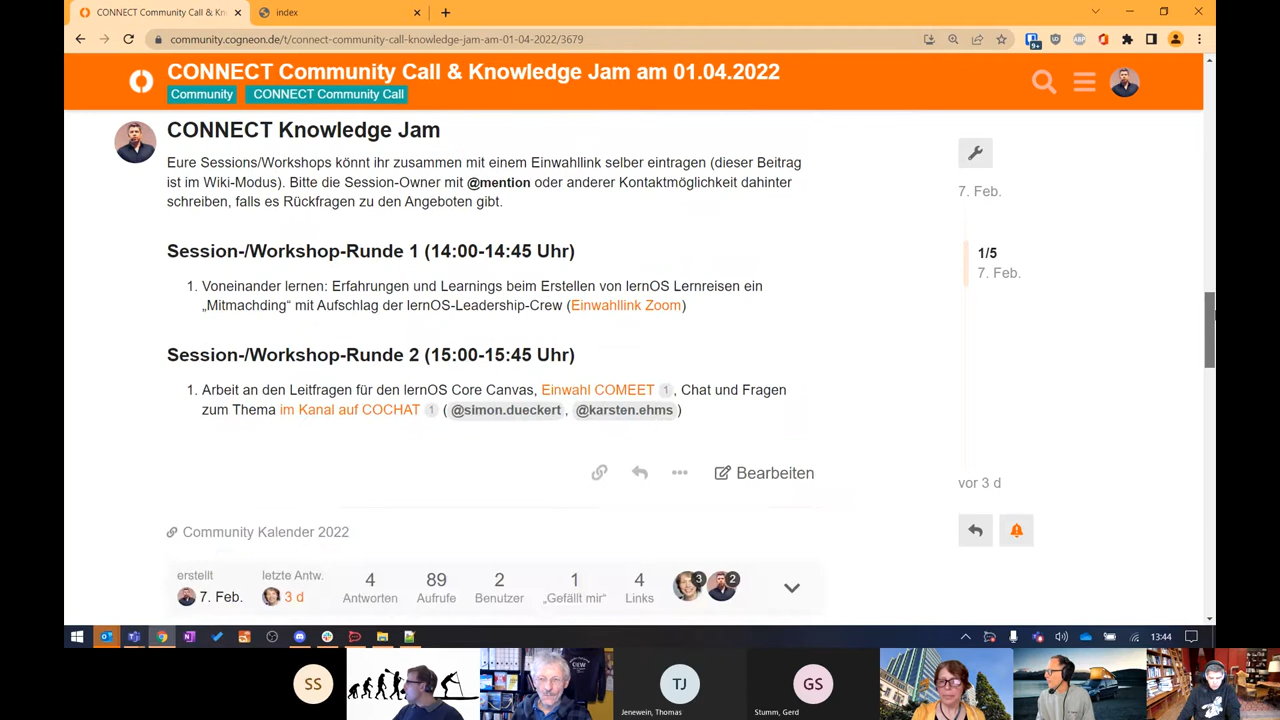 CONNECT Community Call & Kn
index
community.cogneon.de/t/connect-community-call-knowledge-jam-am-01-04-2022/3679
9+
ABP
CONNECT Community Call & Knowledge Jam am 01.04.2022
Community
CONNECT Community Call
CONNECT Knowledge Jam
Eure Sessions/Workshops könnt ihr zusammen mit einem Einwahllink selber eintragen (dieser Beitrag
ist im Wiki-Modus). Bitte die Session-Owner mit @mention oder anderer Kontaktmöglichkeit dahinter
schreiben, falls es Rückfragen zu den Angeboten gibt.
7. Feb.
Session-/Workshop-Runde 1 (14:00-14:45 Uhr)
1/5
7. Feb.
1. Voneinander lernen: Erfahrungen und Learnings beim Erstellen von lernOS Lernreisen ein
„Mitmachding“ mit Aufschlag der lernOS-Leadership-Crew (Einwahllink Zoom)
Session-/Workshop-Runde 2 (15:00-15:45 Uhr)
1. Arbeit an den Leitfragen für den lernOS Core Canvas, Einwahl COMEET 1, Chat und Fragen
zum Thema im Kanal auf COCHAT 1 ( @simon.dueckert , @karsten.ehms )
Bearbeiten
vor 3 d
Community Kalender 2022
erstellt
7. Feb.
letzte Antw.
3 d
4
Antworten
89
Aufrufe
2
Benutzer
1
„Gefällt mir“
4
Links
3
2
13:44
SS
TJ
Jenewein, Thomas
GS
Stumm, Gerd